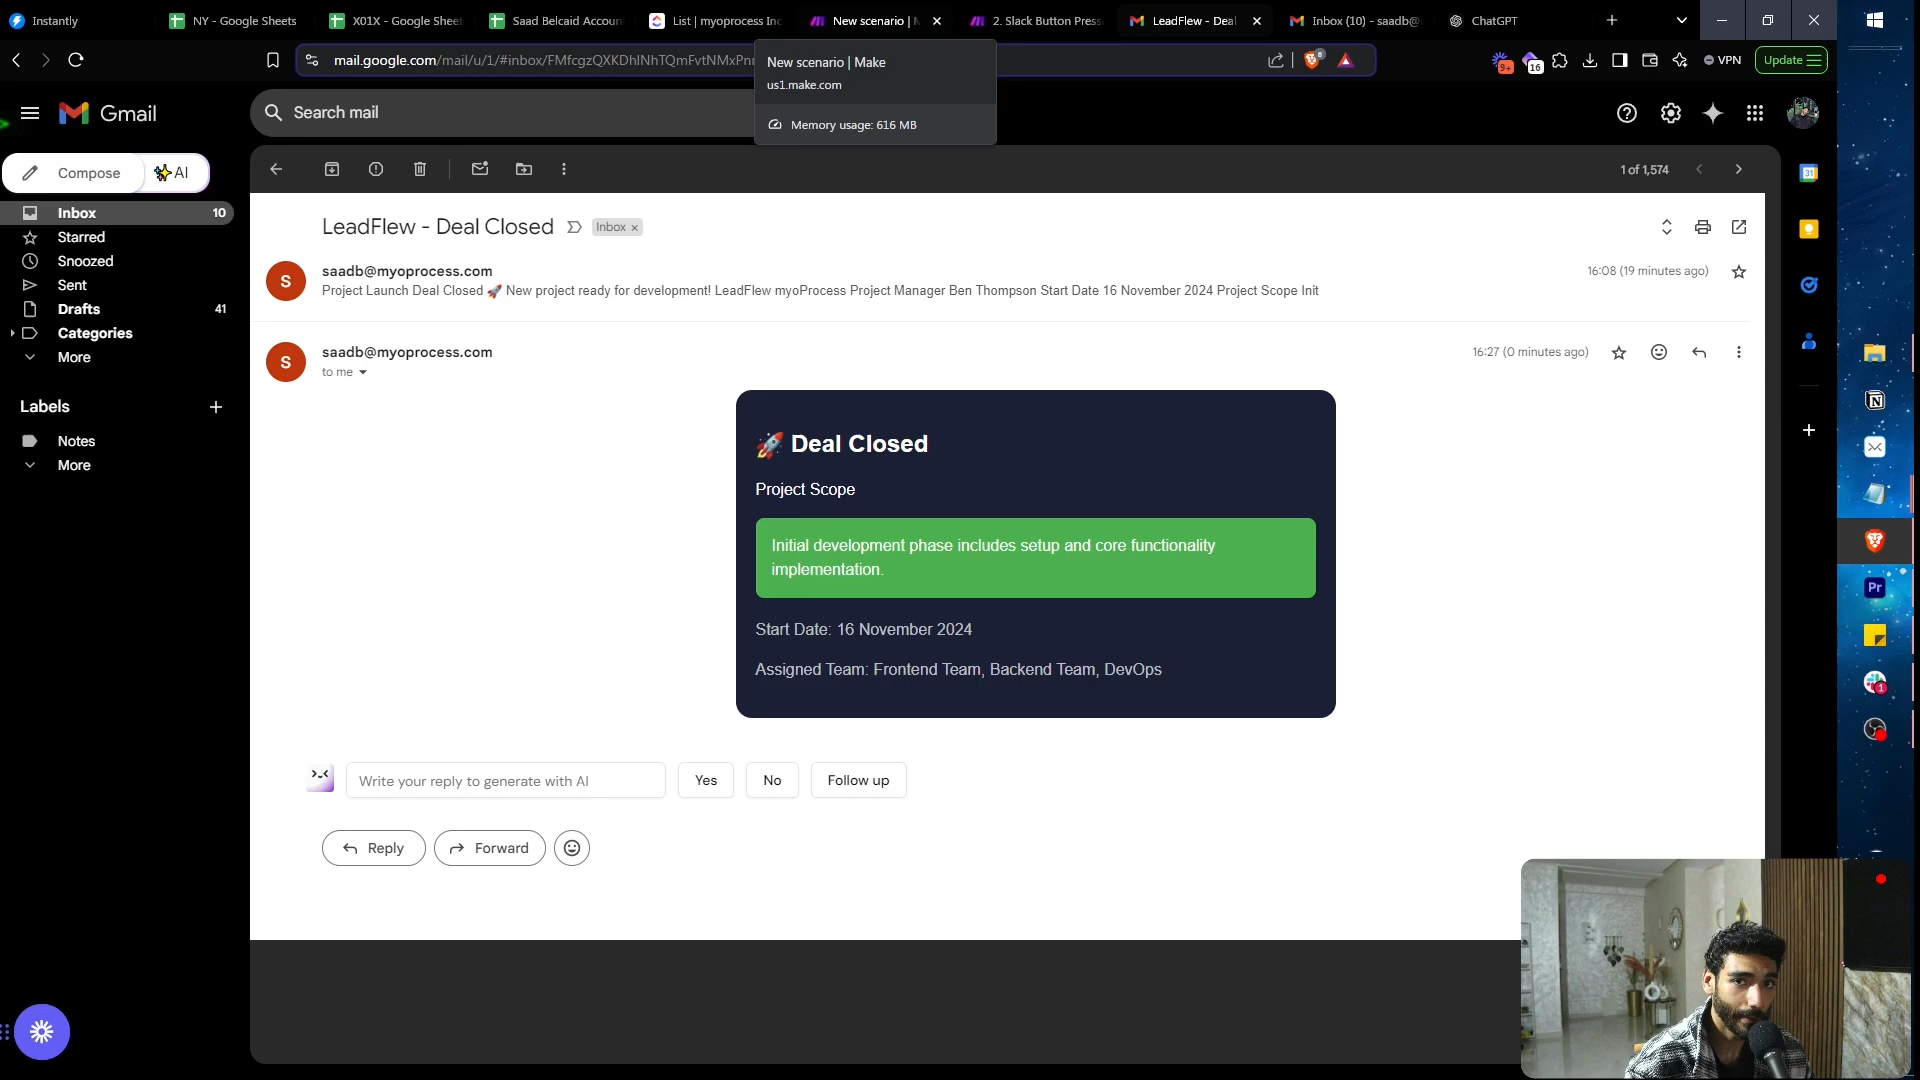 Instantly
NY - Google Sheets
X01X - Google Sheet
Saad Belcaid Accoun
List | myoprocess Inc
New scenario | M
2. Slack Button Press
LeadFlew - Deal
Inbox (10) - saadb@
ChatGPT
mail.google.com/mail/u/1/#inbox/FMfcgzQXKDhlNhTQmFvtNMxPn
VPN
Update
9+
16
6
New scenario | Make
us1.make.com
Memory usage: 616 MB
Gmail
Search mail
Compose
AI
1 of 1,574
Inbox
10
Starred
Snoozed
Sent
Drafts
41
Categories
More
Labels
Notes
More
LeadFlew - Deal Closed
Inbox ×
S
saadb@myoprocess.com
16:08 (19 minutes ago)
Project Launch Deal Closed 🚀 New project ready for development! LeadFlew myoProcess Project Manager Ben Thompson Start Date 16 November 2024 Project Scope Init
S
saadb@myoprocess.com
16:27 (0 minutes ago)
to me
🚀 Deal Closed
Project Scope
Initial development phase includes setup and core functionality
implementation.
Start Date: 16 November 2024
Assigned Team: Frontend Team, Backend Team, DevOps
Write your reply to generate with AI
Yes
No
Follow up
Reply
Forward
31
Pr
1